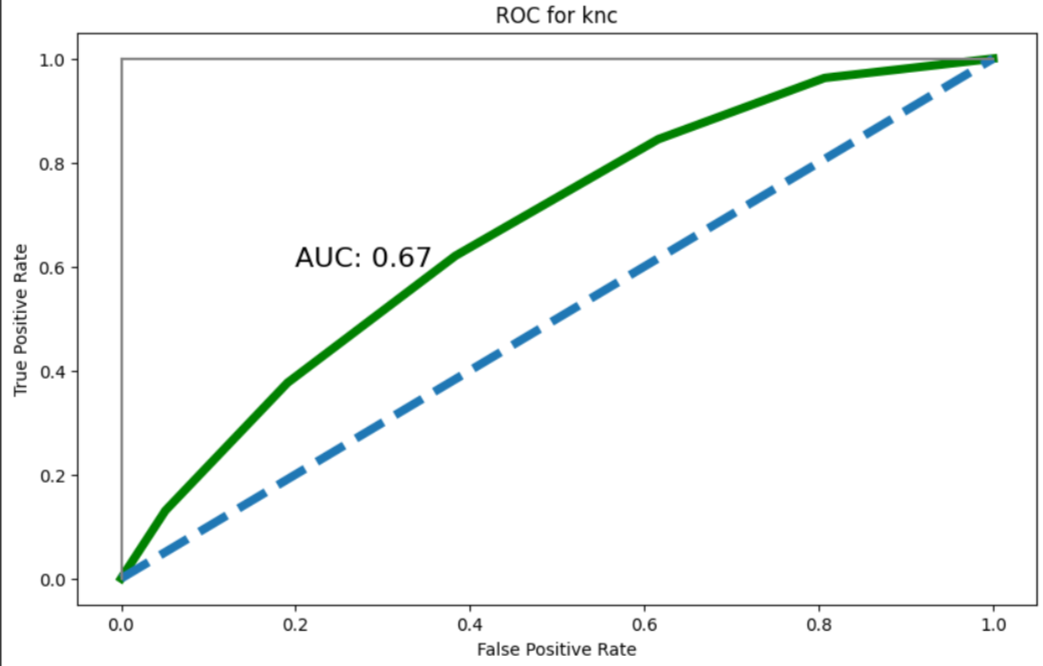 ROC for knc
True Positive Rate
1.0
0.8
0.6
0.4
0.2
0.0
AUC: 0.67
0.0 0.2 0.4 0.6 0.8 1.0
False Positive Rate